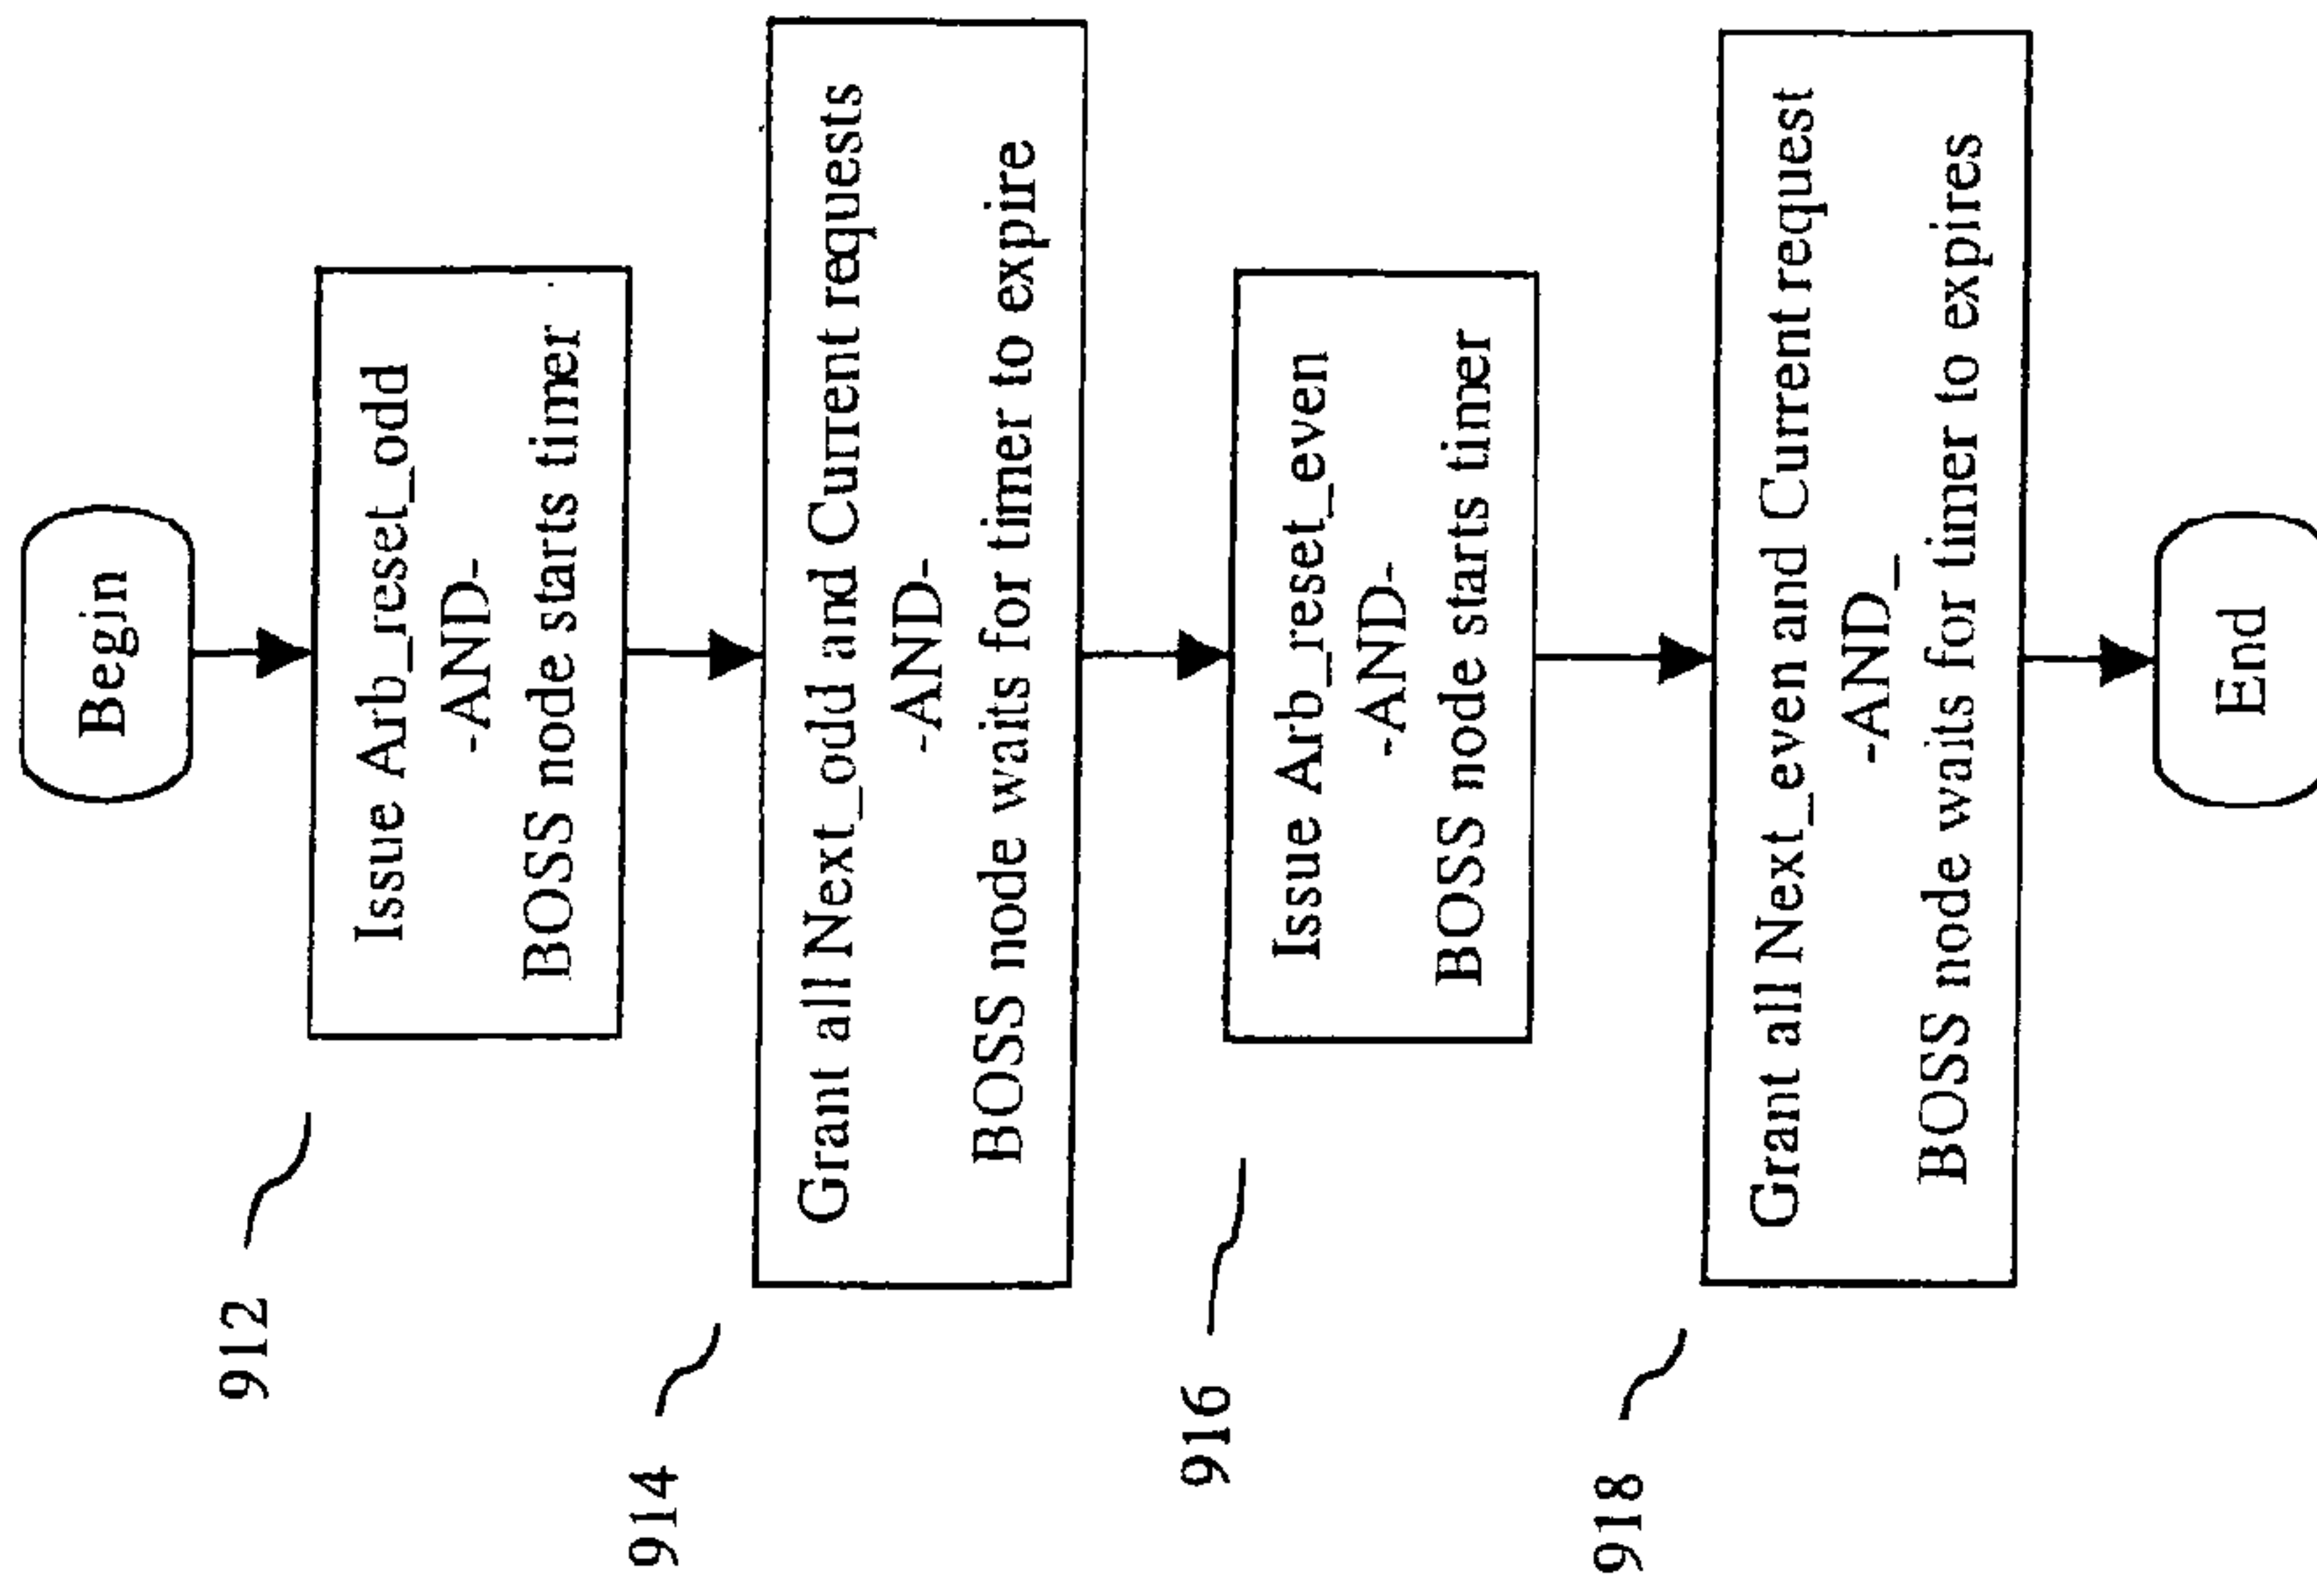 Begin
912
Issue Arb_reset_odd
-AND-
BOSS node starts timer
914
Grant all Next_odd and Current requests
-AND-
BOSS node waits for timer to expire
916
Issue Arb_reset_even
-AND-
BOSS node starts timer
918
Grant all Next_even and Current request
-AND_
BOSS node waits for timer to expires
End